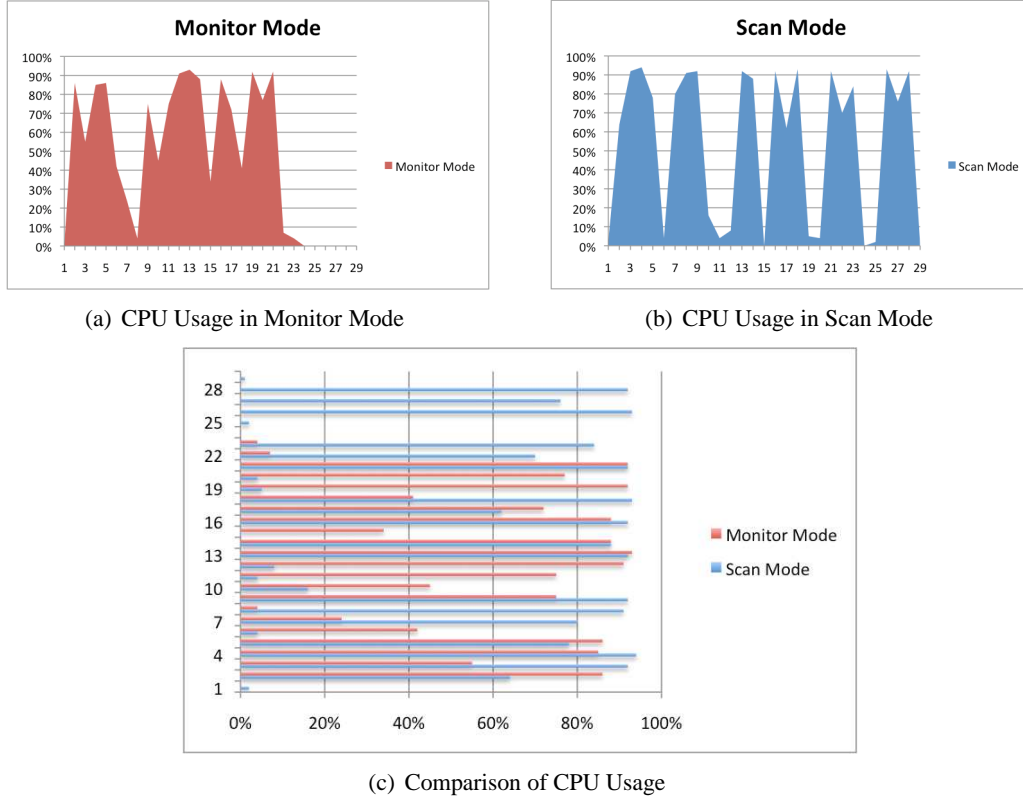 Monitor Mode
100%
90%
80%
70%
60%
50%
40%
30%
20%
10%
0%
1 3 5 7 9 11 13 15 17 19 21 23 25 27 29
Monitor Mode
(a) CPU Usage in Monitor Mode
Scan Mode
100%
90%
80%
70%
60%
50%
40%
30%
20%
10%
0%
1 3 5 7 9 11 13 15 17 19 21 23 25 27 29
Scan Mode
(b) CPU Usage in Scan Mode
28
25
22
19
16
13
10
7
4
1
0% 20% 40% 60% 80% 100%
Monitor Mode
Scan Mode
(c) Comparison of CPU Usage